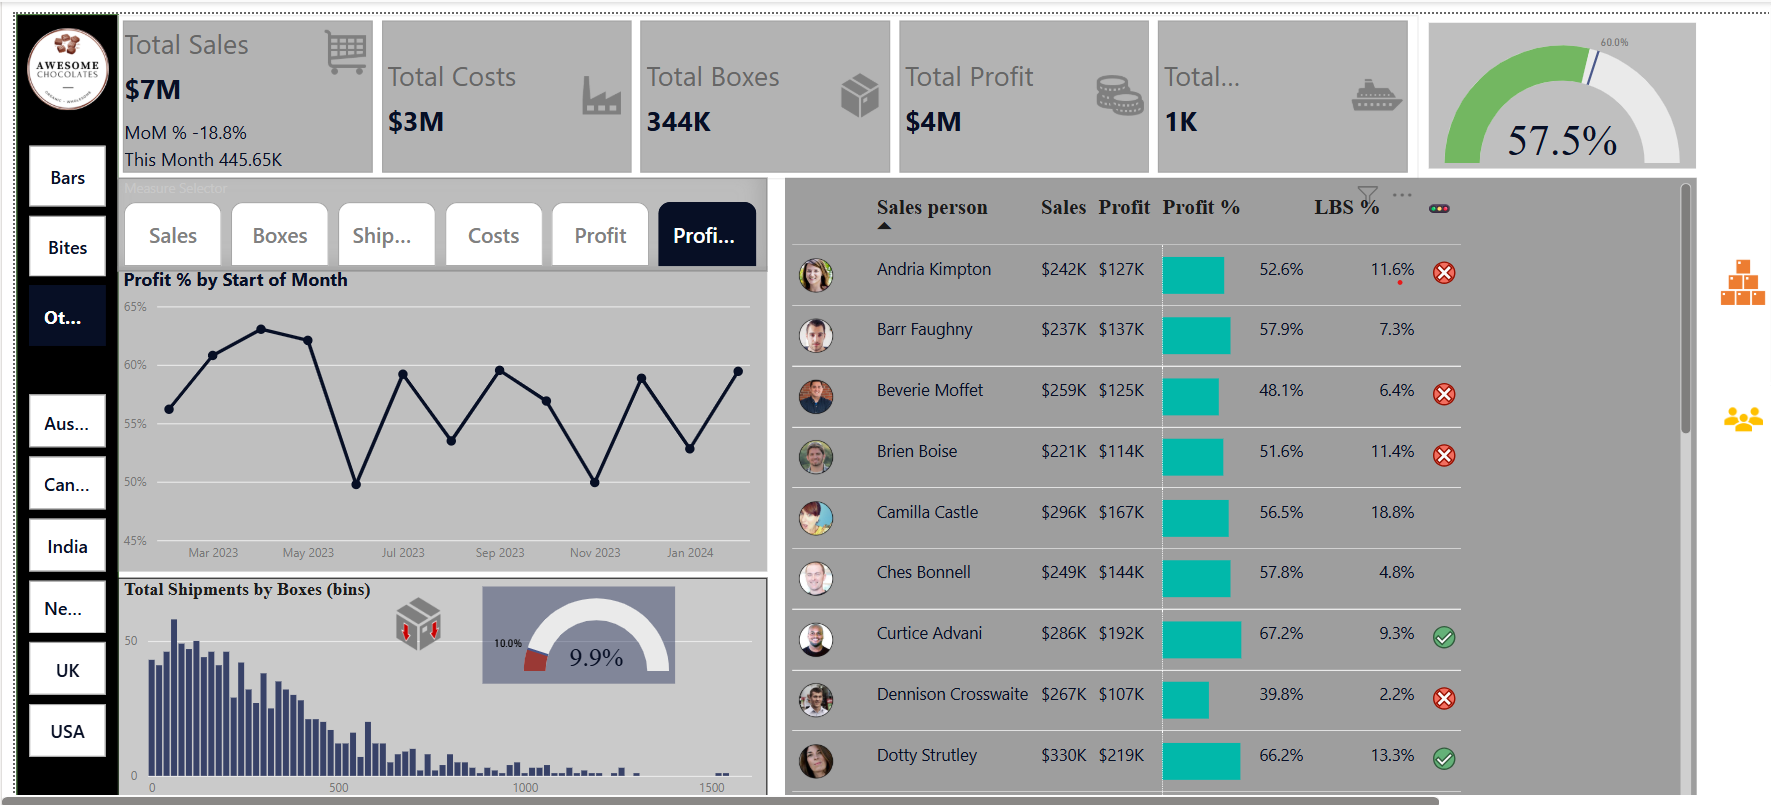 AWESOME
CHOCOLATES
Bars
Bites
Ot...
Aus...
Can...
India
Ne...
UK
USA
Total Sales
$7M
MoM % -18.8%
This Month 445.65K
Total Costs
$3M
Total Boxes
344K
Total Profit
$4M
Total...
1K
60.0%
57.5%
Measure Selector
Sales
Boxes
Ship...
Costs
Profit
Profi...
Profit % by Start of Month
65%
60%
55%
50%
45%
Mar 2023 May 2023 Jul 2023 Sep 2023 Nov 2023 Jan 2024
Total Shipments by Boxes (bins)
50
0
0 500 1000 1500
10.0%
9.9%
Sales person Sales Profit Profit % LBS %
Andria Kimpton $242K $127K 52.6% 11.6%
Barr Faughny $237K $137K 57.9% 7.3%
Beverie Moffet $259K $125K 48.1% 6.4%
Brien Boise $221K $114K 51.6% 11.4%
Camilla Castle $296K $167K 56.5% 18.8%
Ches Bonnell $249K $144K 57.8% 4.8%
Curtice Advani $286K $192K 67.2% 9.3%
Dennison Crosswaite $267K $107K 39.8% 2.2%
Dotty Strutley $330K $219K 66.2% 13.3%